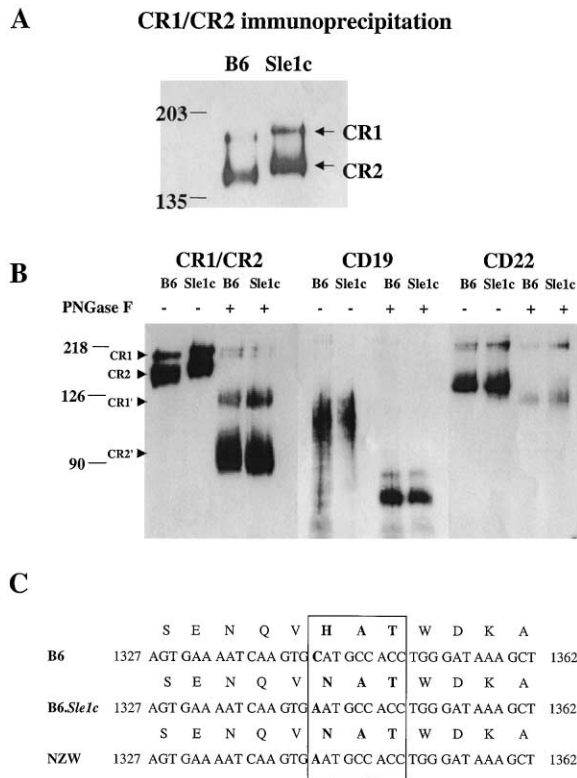 A CR1/CR2 immunoprecipitation
B6 Sle1c
203
CR1
CR2
135
B CR1/CR2 CD19 CD22
B6 Sle1c B6 Sle1c B6 Sle1c B6 Sle1c B6 Sle1c B6 Sle1c
PNGase F - - + + - - + + - - + +
218 CR1
CR2
126 CR1'
CR2'
90
C
S E N Q V H A T W D K A
B6 1327 AGT GAA AAT CAA GTG CAT GCC ACC TGG GAT AAA GCT 1362
S E N Q V N A T W D K A
B6.Sle1c 1327 AGT GAA AAT CAA GTG AAT GCC ACC TGG GAT AAA GCT 1362
S E N Q V N A T W D K A
NZW 1327 AGT GAA AAT CAA GTG AAT GCC ACC TGG GAT AAA GCT 1362